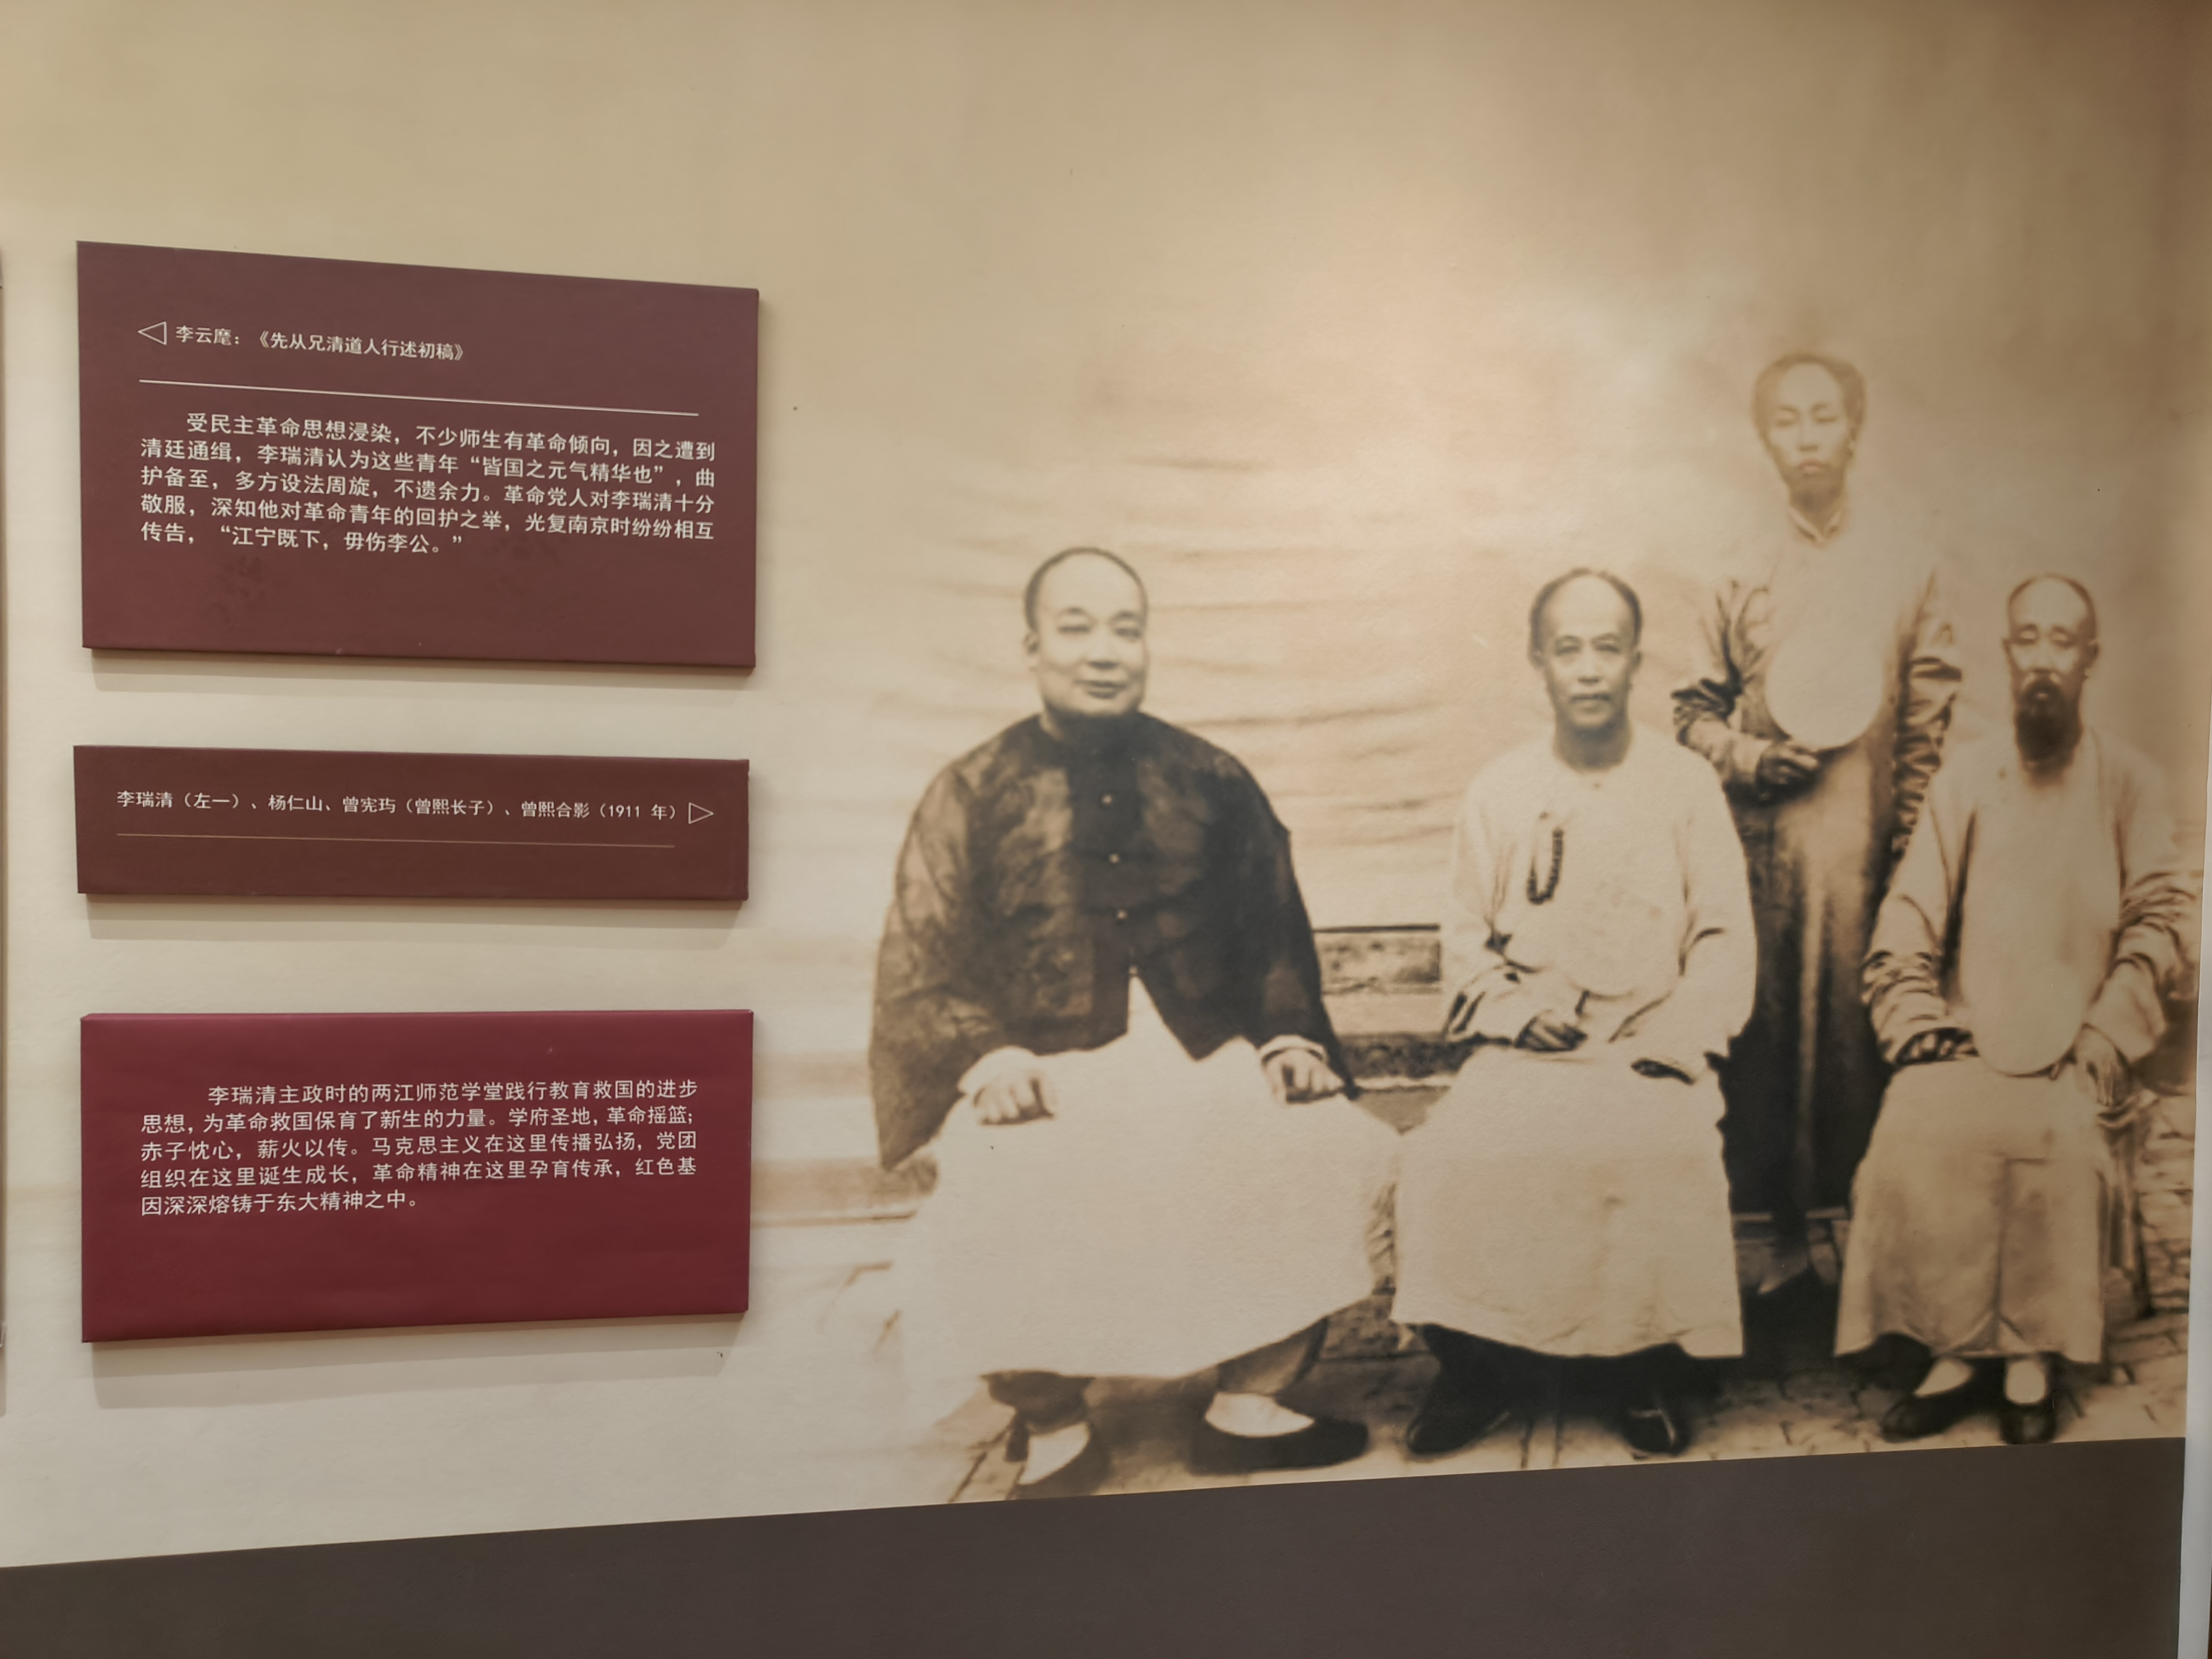 ◁ 李云麾：《先从兄清道人行述初稿》
受民主革命思想浸染，不少师生有革命倾向，因之遭到
清廷通缉，李瑞清认为这些青年“皆国之元气精华也”，曲
护备至，多方设法周旋，不遗余力。革命党人对李瑞清十分
敬服，深知他对革命青年的回护之举，光复南京时纷纷相互
传告，“江宁既下，毋伤李公。”
李瑞清（左一）、杨仁山、曾宪玙（曾熙长子）、曾熙合影（1911 年）▷
李瑞清主政时的两江师范学堂践行教育救国的进步
思想，为革命救国保育了新生的力量。学府圣地，革命摇篮；
赤子忱心，薪火以传。马克思主义在这里传播弘扬，党团
组织在这里诞生成长，革命精神在这里孕育传承，红色基
因深深熔铸于东大精神之中。